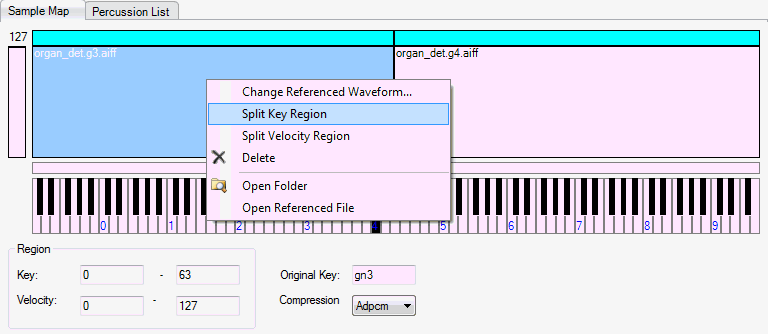 Sample Map
Percussion List
127
organ_det.g3.aiff
organ_det.g4.aiff
Change Referenced Waveform...
Split Key Region
Split Velocity Region
Delete
Open Folder
Open Referenced File
0 1 2 3 4 5 6 7 8 9
Region
Key: 0 - 63
Original Key: gn3
Velocity: 0 - 127
Compression Adpcm